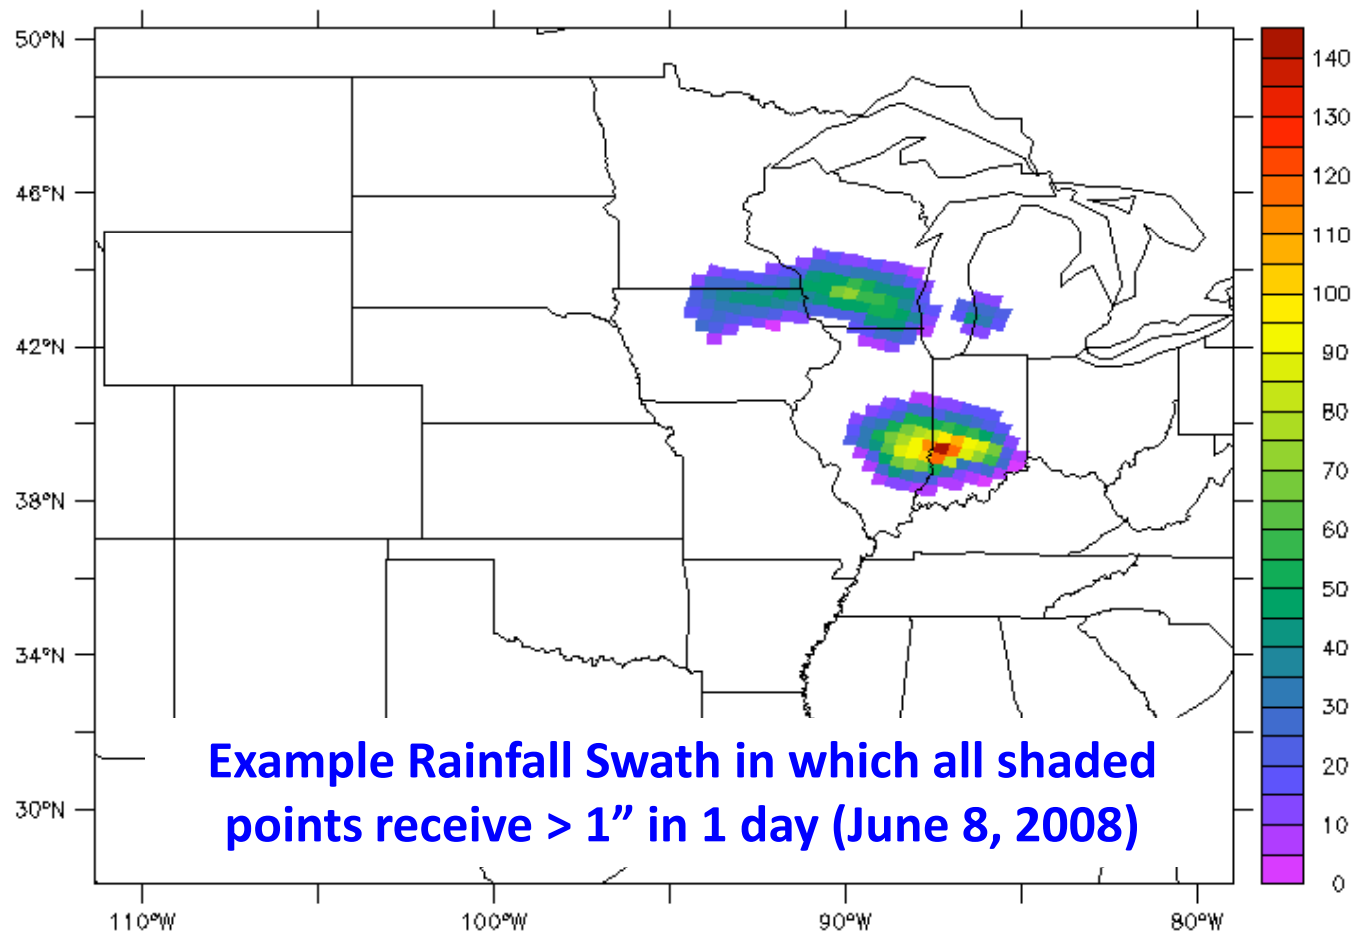 50°N
46°N
42°N
38°N
34°N
30°N
110°W 100°W 90°W 80°W
140
130
120
110
100
90
80
70
60
50
40
30
20
10
0
Example Rainfall Swath in which all shaded
points receive > 1” in 1 day (June 8, 2008)